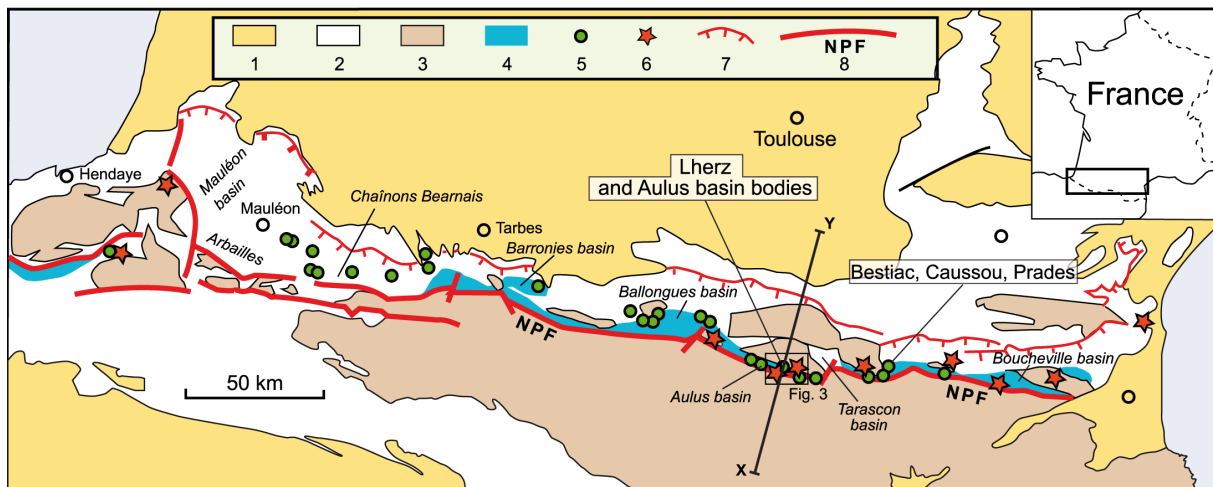 1 2 3 4 5 6 7 8
NPF
France
Toulouse
Hendaye
Mauléon
basin
Lherz
and Aulus basin bodies
Mauléon
Chaînons Bearnais
Tarbes
Y
Arbailles
Barronies basin
Bestiac, Caussou, Prades
Ballongues basin
NPF
50 km
Boucheville basin
Aulus basin
Fig. 3
Tarascon
basin
NPF
X